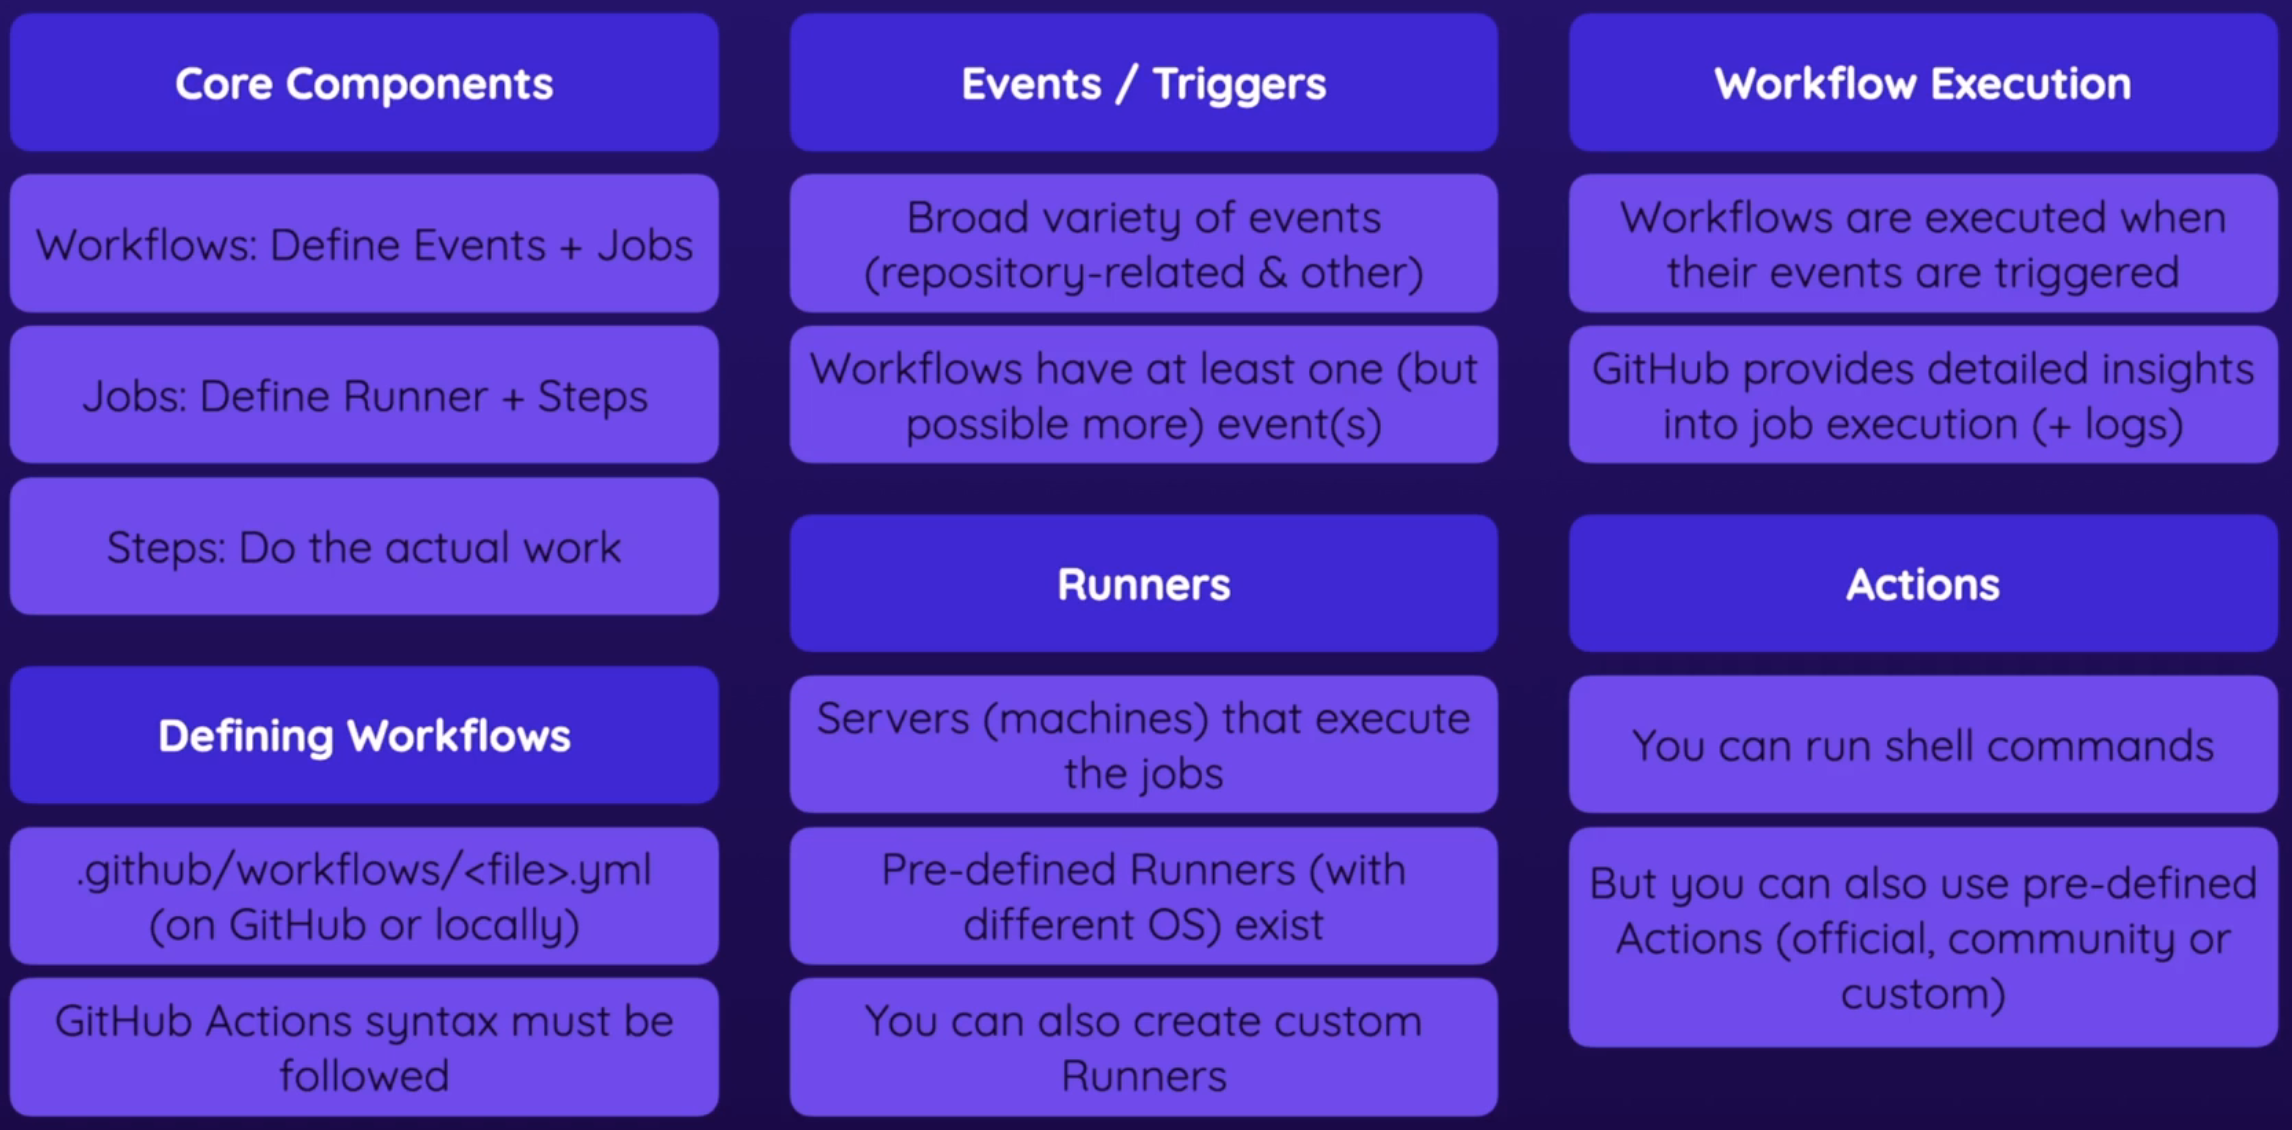 Core Components
Workflows: Define Events + Jobs
Jobs: Define Runner + Steps
Steps: Do the actual work
Defining Workflows
.github/workflows/<file>.yml
(on GitHub or locally)
GitHub Actions syntax must be
followed
Events / Triggers
Broad variety of events
(repository-related & other)
Workflows have at least one (but
possible more) event(s)
Runners
Servers (machines) that execute
the jobs
Pre-defined Runners (with
different OS) exist
You can also create custom
Runners
Workflow Execution
Workflows are executed when
their events are triggered
GitHub provides detailed insights
into job execution (+ logs)
Actions
You can run shell commands
But you can also use pre-defined
Actions (official, community or
custom)